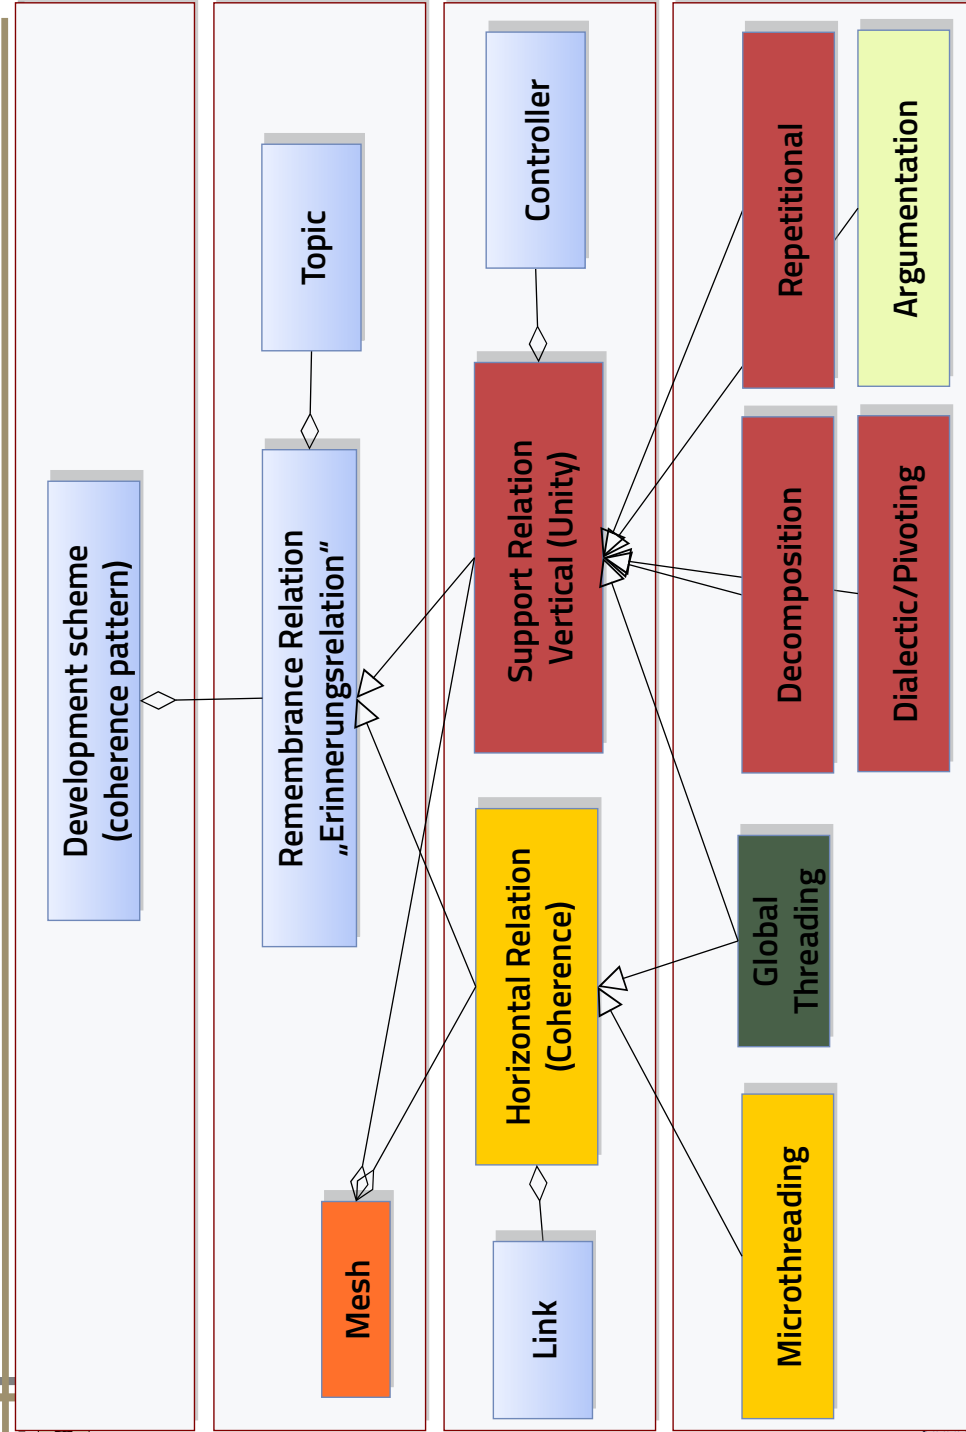 Development scheme
(coherence pattern)
Mesh
Remembrance Relation
„Erinnerungsrelation“
Topic
Link
Horizontal Relation
(Coherence)
Support Relation
Vertical (Unity)
Controller
Microthreading
Global
Threading
Decomposition
Repetitional
Dialectic/Pivoting
Argumentation